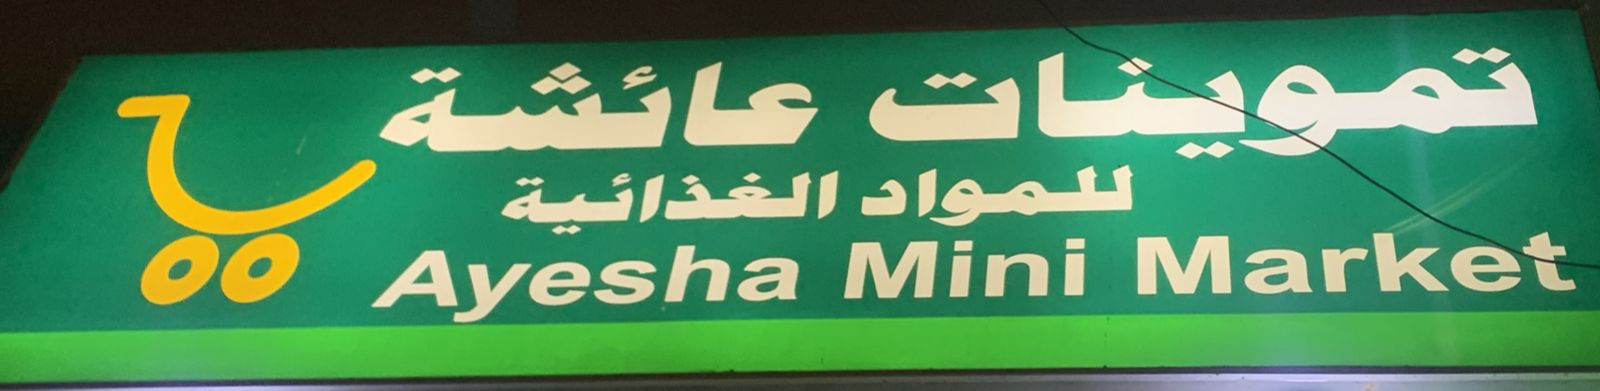 تموينات عائشة
للمواد الغذائية
Ayesha Mini Market